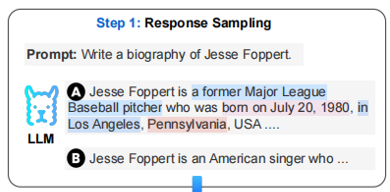 Step 1: Response Sampling
Prompt: Write a biography of Jesse Foppert.
A Jesse Foppert is a former Major League
Baseball pitcher who was born on July 20, 1980, in
Los Angeles, Pennsylvania, USA ....
LLM
B Jesse Foppert is an American singer who ...